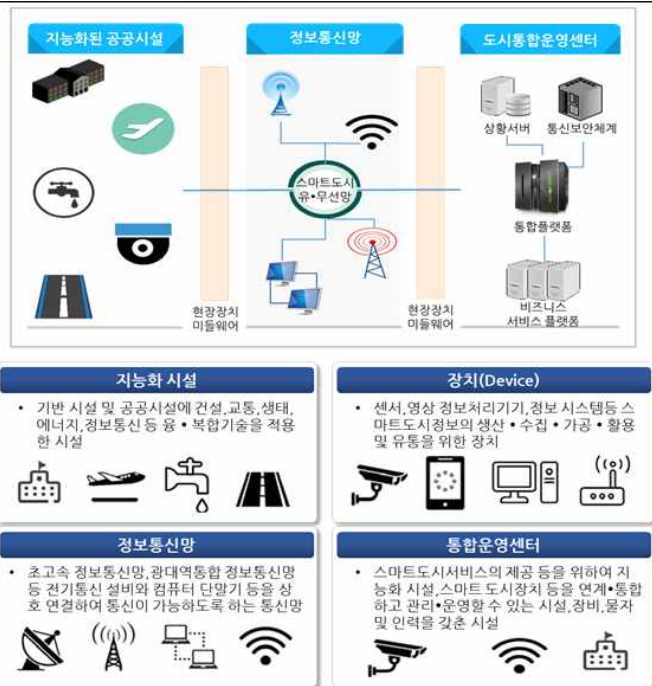 지능화된 공공시설
정보통신망
도시통합운영센터
상황서버
통신보안체계
스마트도시
유•무선망
통합플랫폼
현장장치
미들웨어
현장장치
미들웨어
비즈니스
서비스 플랫폼
지능화 시설
• 기반 시설 및 공공시설에 건설,교통,생태,
에너지,정보통신 등 융 • 복합기술을 적용
한 시설
장치(Device)
• 센서,영상 정보처리기기,정보 시스템등 스
마트도시정보의 생산 • 수집 • 가공 • 활용
및 유통을 위한 장치
정보통신망
• 초고속 정보통신망,광대역통합 정보통신망
등 전기통신 설비와 컴퓨터 단말기 등을 상
호 연결하여 통신이 가능하도록 하는 통신망
통합운영센터
• 스마트도시서비스의 제공 등을 위하여 지
능화 시설,스마트 도시장치 등을 연계•통합
하고 관리•운영할 수 있는 시설,장비,물자
및 인력을 갖춘 시설